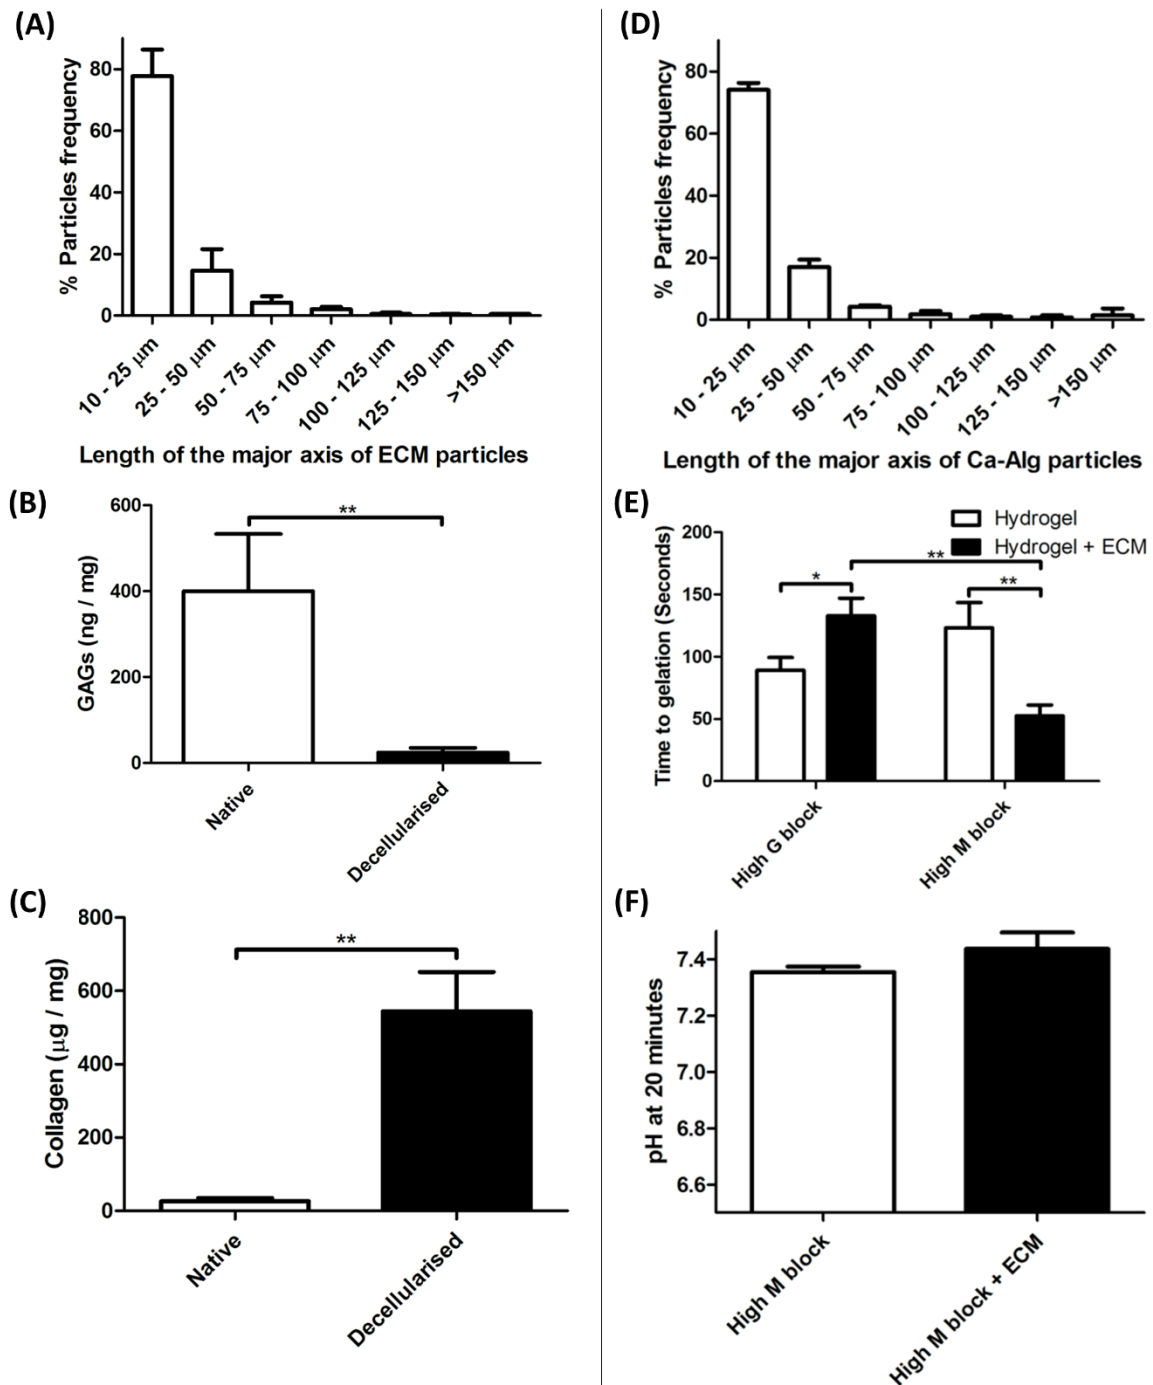 (A)
% Particles frequency
80
60
40
20
0
10 - 25 µm
25 - 50 µm
50 - 75 µm
75 - 100 µm
100 - 125 µm
125 - 150 µm
>150 µm
Length of the major axis of ECM particles
(B)
GAGs (ng / mg)
600
400
200
0
**
Native
Decellularised
(C)
Collagen (µg / mg)
800
600
400
200
0
**
Native
Decellularised
(D)
% Particles frequency
80
60
40
20
0
10 - 25 µm
25 - 50 µm
50 - 75 µm
75 - 100 µm
100 - 125 µm
125 - 150 µm
>150 µm
Length of the major axis of Ca-Alg particles
(E)
Hydrogel
Hydrogel + ECM
Time to gelation (Seconds)
200
150
100
50
0
*
**
**
High G block
High M block
(F)
pH at 20 minutes
7.4
7.2
7.0
6.8
6.6
High M block
High M block + ECM